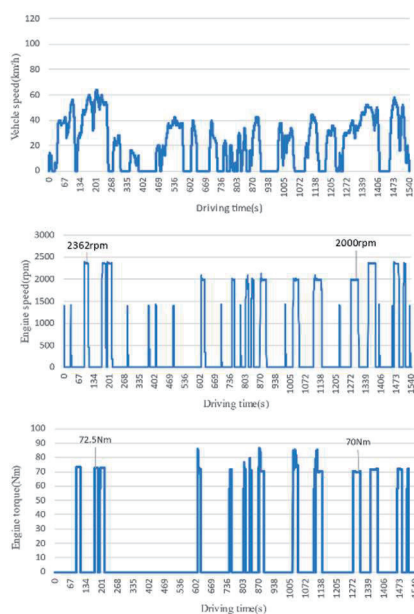 Vehicle speed(km/h)
120
100
80
60
40
20
0
0 67 134 201 268 335 402 469 536 602 669 736 803 870 938 1005 1072 1138 1205 1272 1339 1406 1473 1540
Driving time(s)
Engine speed(rpm)
3000
2362rpm 2000rpm
2500
2000
1500
1000
500
0
0 67 134 201 268 335 402 469 536 602 669 736 803 870 938 1005 1072 1138 1205 1272 1339 1406 1473 1540
Driving time(s)
Engine torque(Nm)
100
72.5Nm 70Nm
90
80
70
60
50
40
30
20
10
0
0 67 134 201 268 335 402 469 536 602 669 736 803 870 938 1005 1072 1138 1205 1272 1339 1406 1473 1540
Driving time(s)